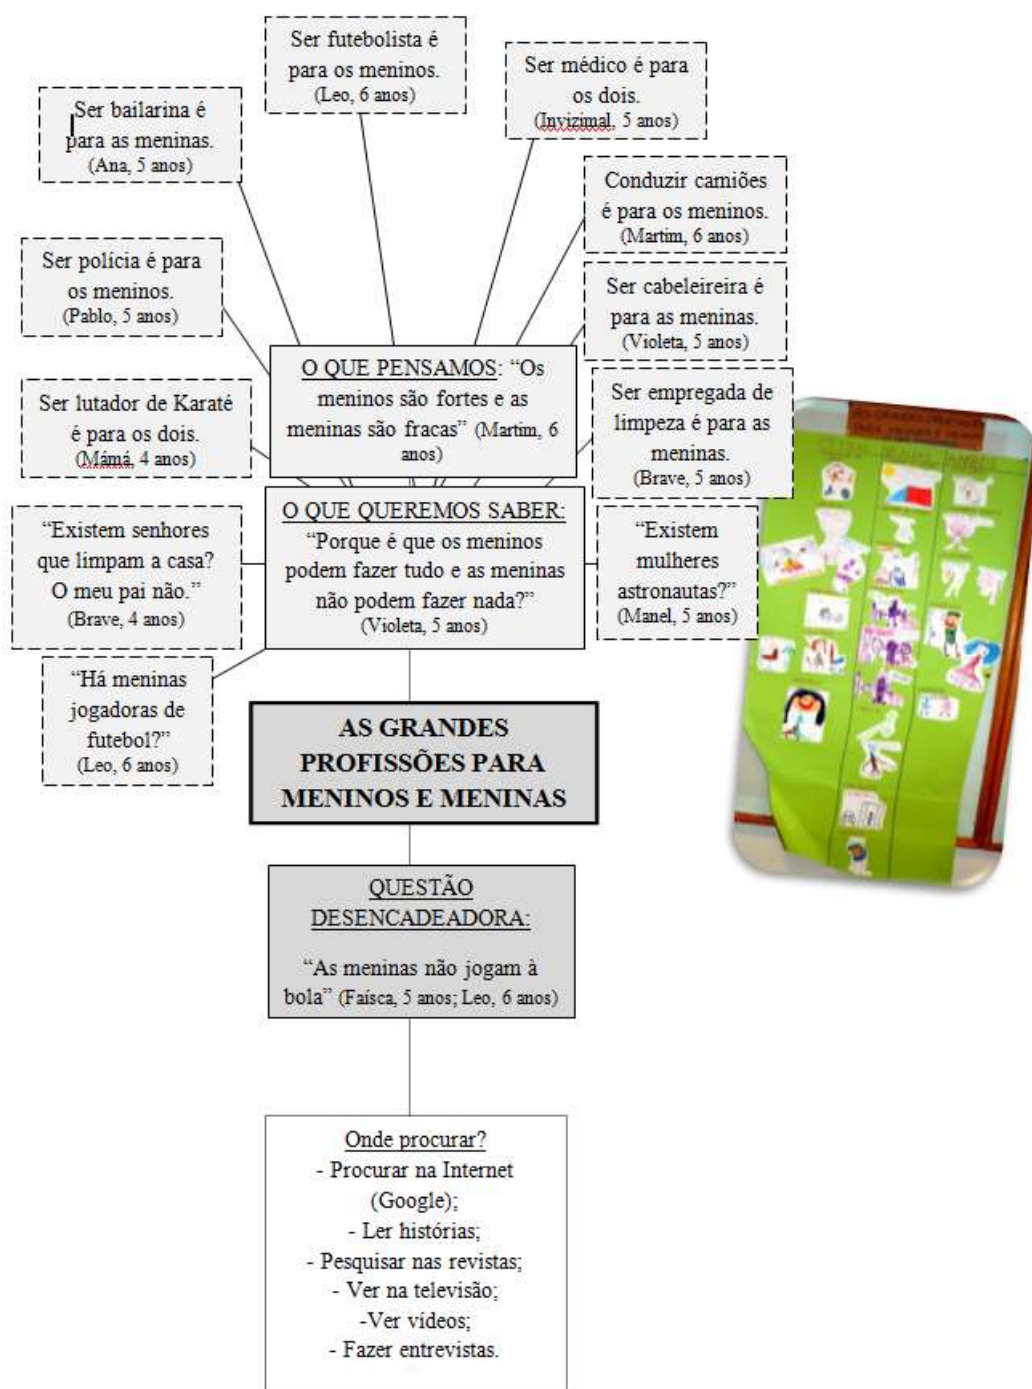 Ser futebolista é
para os meninos.
(Leo, 6 anos)
Ser médico é para
os dois.
(Invizimal, 5 anos)
Ser bailarina é
para as meninas.
(Ana, 5 anos)
Conduzir camiões
é para os meninos.
(Martim, 6 anos)
Ser polícia é para
os meninos.
(Pablo, 5 anos)
Ser cabeleireira é
para as meninas.
(Violeta, 5 anos)
O QUE PENSAMOS: “Os
meninos são fortes e as
meninas são fracas” (Martim, 6
anos)
Ser lutador de Karaté
é para os dois.
(Mámá, 4 anos)
Ser empregada de
limpeza é para as
meninas.
(Brave, 5 anos)
O QUE QUEREMOS SABER:
“Porque é que os meninos
podem fazer tudo e as meninas
não podem fazer nada?”
(Violeta, 5 anos)
“Existem senhores
que limpam a casa?
O meu pai não.”
(Brave, 4 anos)
“Existem
mulheres
astronautas?”
(Manel, 5 anos)
“Há meninas
jogadoras de
futebol?”
(Leo, 6 anos)
AS GRANDES
PROFISSÕES PARA
MENINOS E MENINAS
QUESTÃO
DESENCADEADORA:
“As meninas não jogam à
bola” (Faísca, 5 anos; Leo, 6 anos)
Onde procurar?
- Procurar na Internet
(Google);
- Ler histórias;
- Pesquisar nas revistas;
- Ver na televisão;
-Ver vídeos;
- Fazer entrevistas.